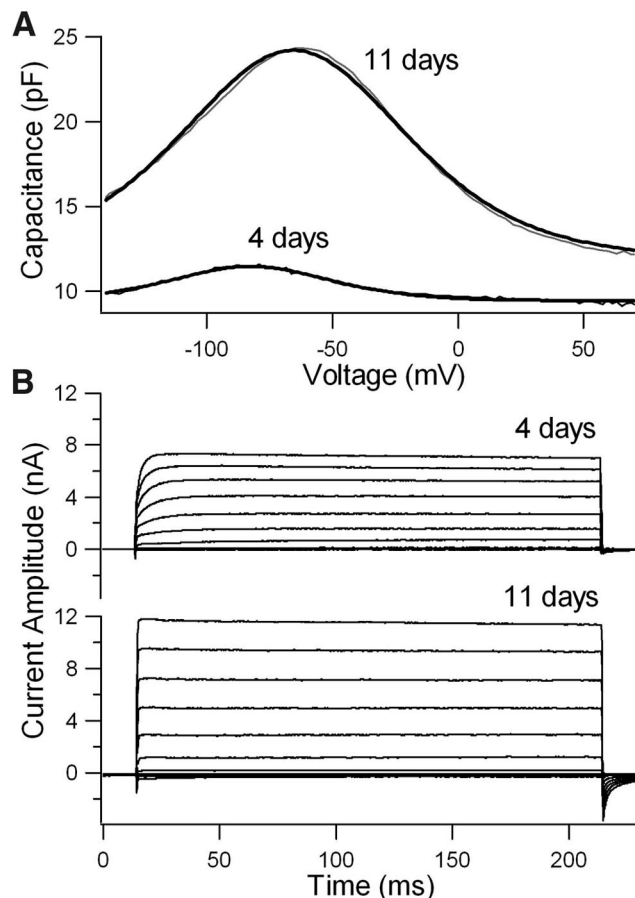 A
Capacitance (pF)
25
20
15
10
11 days
4 days
-100 -50 0 50
Voltage (mV)
B
Current Amplitude (nA)
12
8
4
0
4 days
12
8
4
0
11 days
0 50 100 150 200
Time (ms)